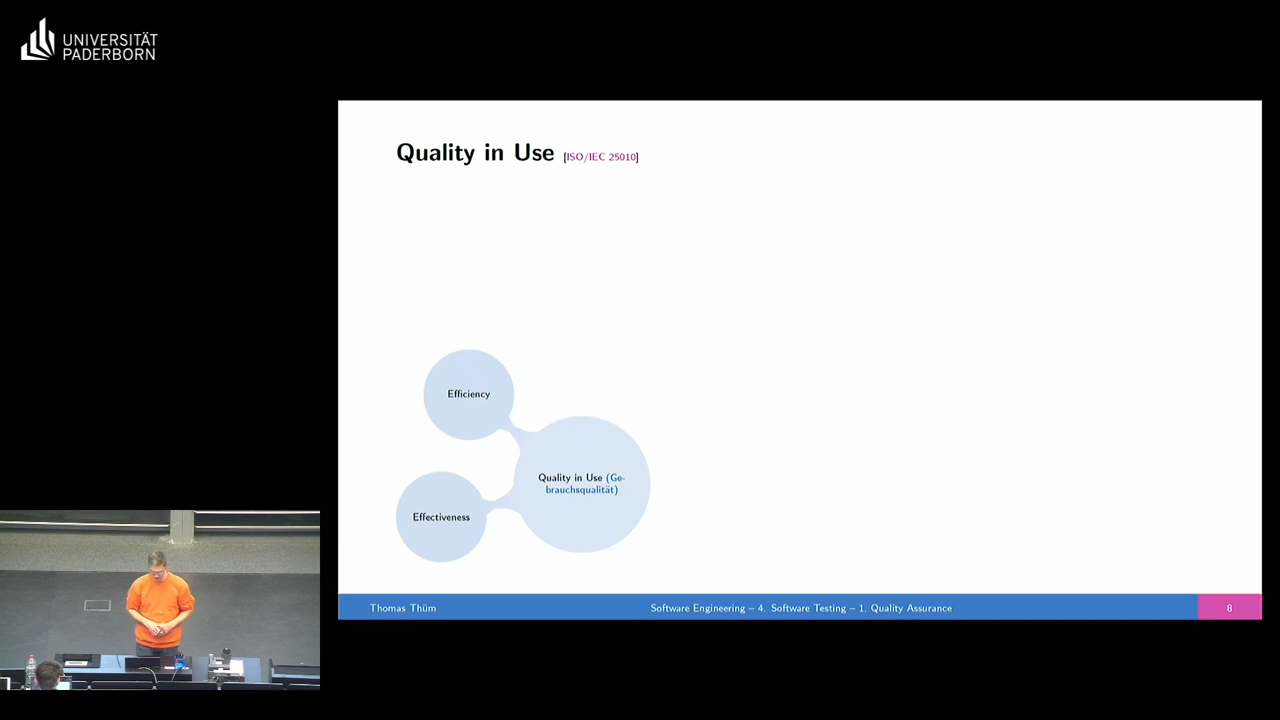 UNIVERSITÄT
PADERBORN
Quality in Use [ISO/IEC 25010]
Efficiency
Quality in Use (Ge-
brauchsqualität)
Effectiveness
Thomas Thüm
Software Engineering – 4. Software Testing – 1. Quality Assurance
8